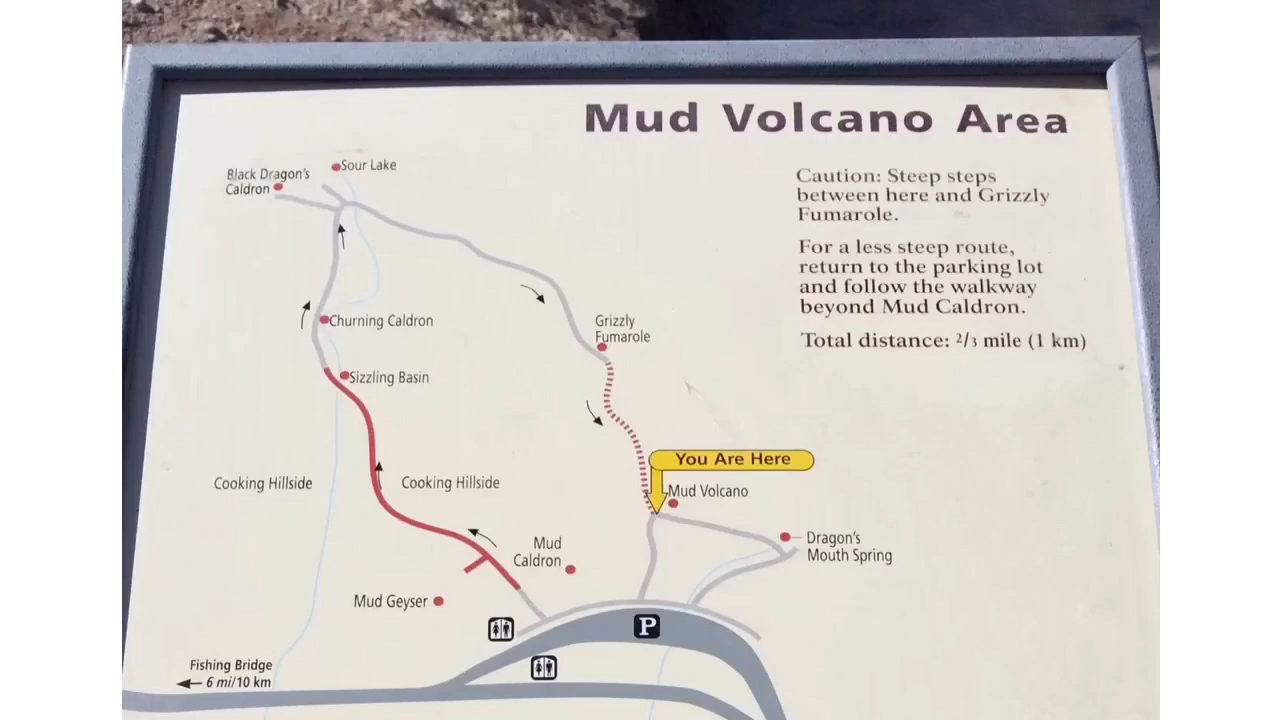 Mud Volcano Area
Sour Lake
Black Dragon's
Caldron
Caution: Steep steps
between here and Grizzly
Fumarole.
For a less steep route,
return to the parking lot
and follow the walkway
beyond Mud Caldron.
Total distance: 2/3 mile (1 km)
Churning Caldron
Grizzly
Fumarole
Sizzling Basin
You Are Here
Cooking Hillside
Cooking Hillside
Mud Volcano
Mud
Caldron
Dragon's
Mouth Spring
Mud Geyser
P
Fishing Bridge
6 mi/10 km